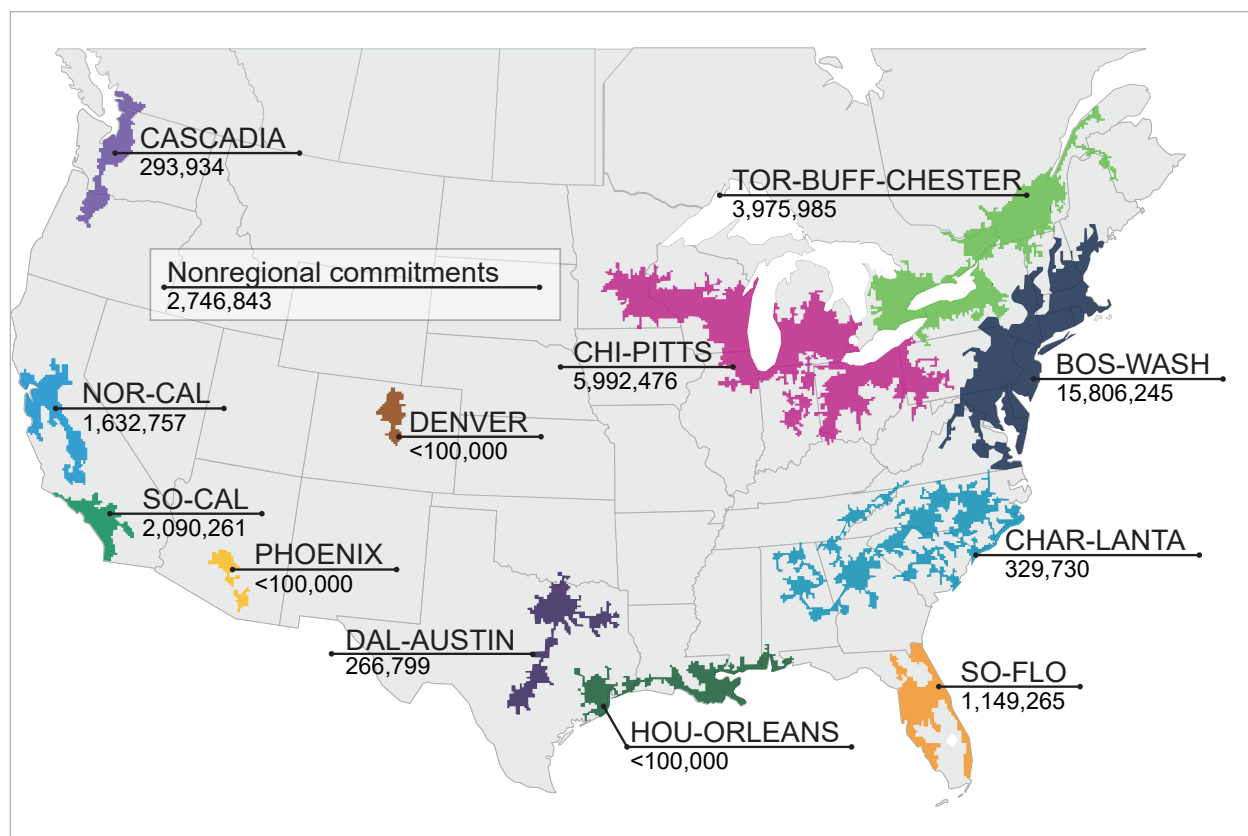 CASCADIA
293,934
TOR-BUFF-CHESTER
3,975,985
Nonregional commitments
2,746,843
CHI-PITTS
5,992,476
BOS-WASH
15,806,245
NOR-CAL
1,632,757
DENVER
<100,000
SO-CAL
2,090,261
PHOENIX
<100,000
CHAR-LANTA
329,730
DAL-AUSTIN
266,799
SO-FLO
1,149,265
HOU-ORLEANS
<100,000